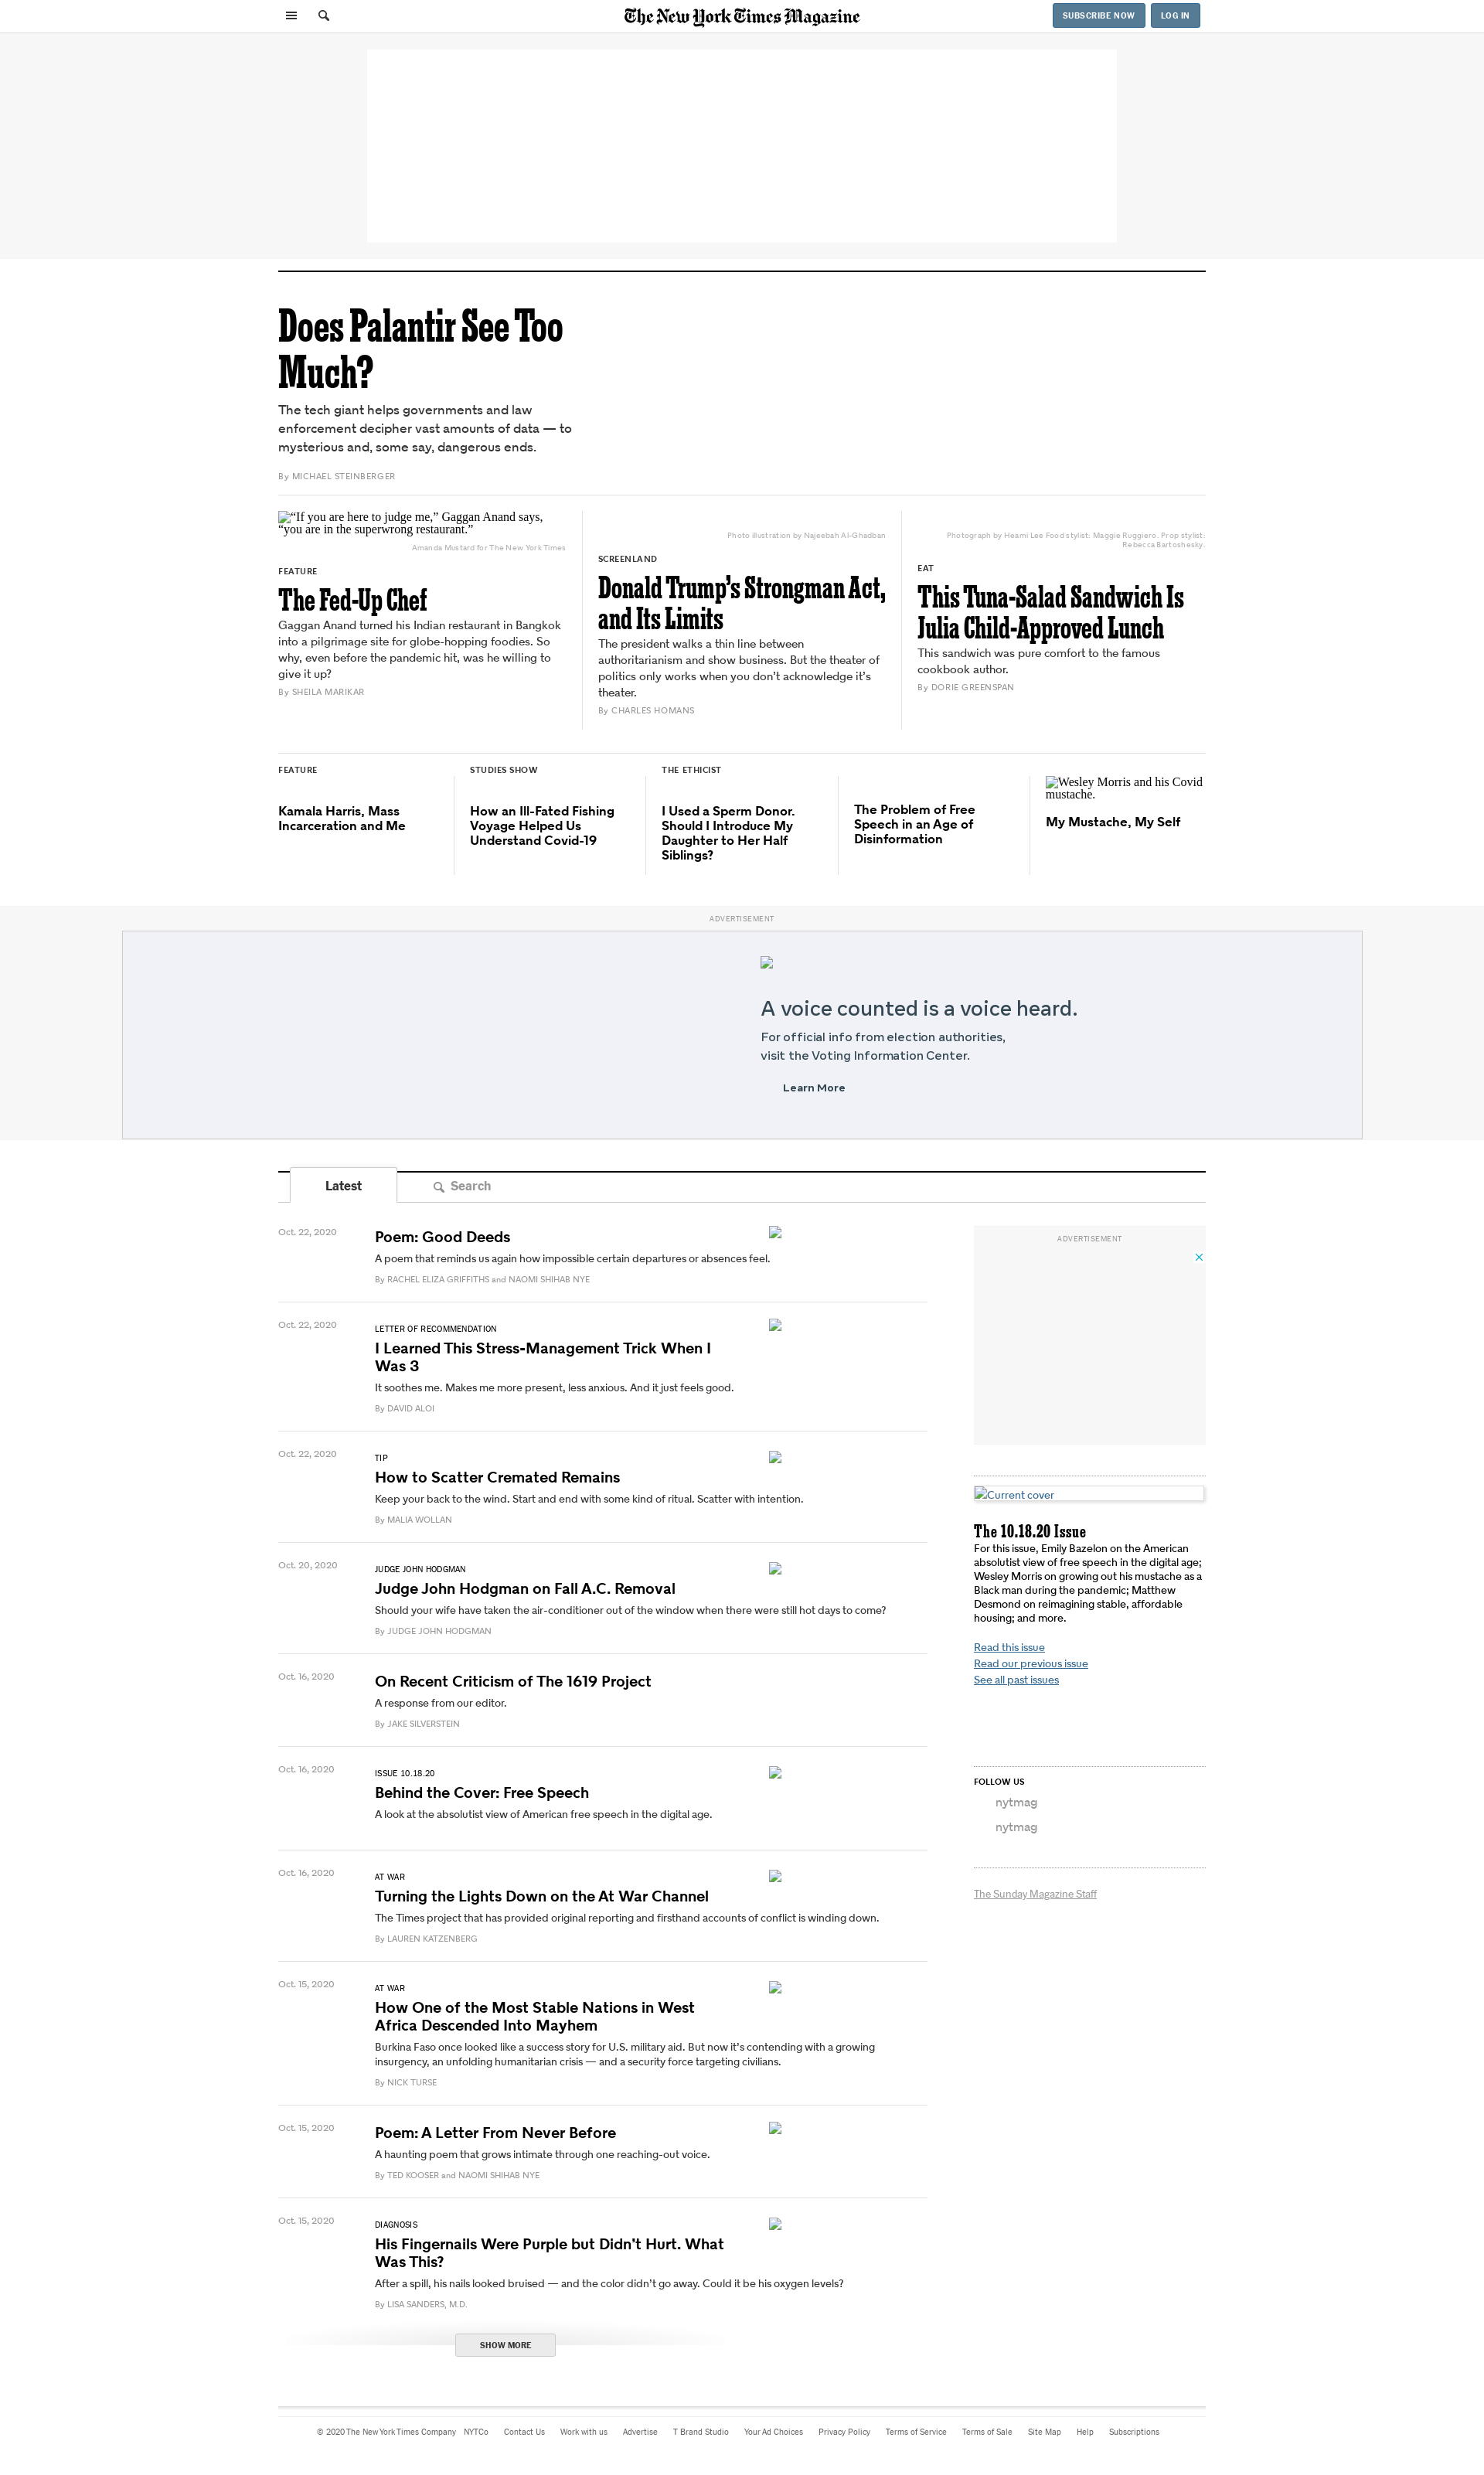 The New York Times Magazine
SUBSCRIBE NOW
LOG IN
Does Palantir See Too
Much?
The tech giant helps governments and law
enforcement decipher vast amounts of data — to
mysterious and, some say, dangerous ends.
By MICHAEL STEINBERGER
“If you are here to judge me,” Gaggan Anand says,
“you are in the superwrong restaurant.”
Amanda Mustard for The New York Times
FEATURE
The Fed-Up Chef
Gaggan Anand turned his Indian restaurant in Bangkok
into a pilgrimage site for globe-hopping foodies. So
why, even before the pandemic hit, was he willing to
give it up?
By SHEILA MARIKAR
Photo illustration by Najeebah Al-Ghadban
SCREENLAND
Donald Trump’s Strongman Act,
and Its Limits
The president walks a thin line between
authoritarianism and show business. But the theater of
politics only works when you don’t acknowledge it’s
theater.
By CHARLES HOMANS
Photograph by Heami Lee Food stylist: Maggie Ruggiero. Prop stylist:
Rebecca Bartoshesky.
EAT
This Tuna-Salad Sandwich Is
Julia Child-Approved Lunch
This sandwich was pure comfort to the famous
cookbook author.
By DORIE GREENSPAN
FEATURE
Kamala Harris, Mass
Incarceration and Me
STUDIES SHOW
How an Ill-Fated Fishing
Voyage Helped Us
Understand Covid-19
THE ETHICIST
I Used a Sperm Donor.
Should I Introduce My
Daughter to Her Half
Siblings?
The Problem of Free
Speech in an Age of
Disinformation
Wesley Morris and his Covid
mustache.
My Mustache, My Self
ADVERTISEMENT
A voice counted is a voice heard.
For official info from election authorities,
visit the Voting Information Center.
Learn More
Latest
Search
Oct. 22, 2020
Poem: Good Deeds
A poem that reminds us again how impossible certain departures or absences feel.
By RACHEL ELIZA GRIFFITHS and NAOMI SHIHAB NYE
Oct. 22, 2020
LETTER OF RECOMMENDATION
I Learned This Stress-Management Trick When I
Was 3
It soothes me. Makes me more present, less anxious. And it just feels good.
By DAVID ALOI
Oct. 22, 2020
TIP
How to Scatter Cremated Remains
Keep your back to the wind. Start and end with some kind of ritual. Scatter with intention.
By MALIA WOLLAN
Oct. 20, 2020
JUDGE JOHN HODGMAN
Judge John Hodgman on Fall A.C. Removal
Should your wife have taken the air-conditioner out of the window when there were still hot days to come?
By JUDGE JOHN HODGMAN
Oct. 16, 2020
On Recent Criticism of The 1619 Project
A response from our editor.
By JAKE SILVERSTEIN
Oct. 16, 2020
ISSUE 10.18.20
Behind the Cover: Free Speech
A look at the absolutist view of American free speech in the digital age.
Oct. 16, 2020
AT WAR
Turning the Lights Down on the At War Channel
The Times project that has provided original reporting and firsthand accounts of conflict is winding down.
By LAUREN KATZENBERG
Oct. 15, 2020
AT WAR
How One of the Most Stable Nations in West
Africa Descended Into Mayhem
Burkina Faso once looked like a success story for U.S. military aid. But now it’s contending with a growing
insurgency, an unfolding humanitarian crisis — and a security force targeting civilians.
By NICK TURSE
Oct. 15, 2020
Poem: A Letter From Never Before
A haunting poem that grows intimate through one reaching-out voice.
By TED KOOSER and NAOMI SHIHAB NYE
Oct. 15, 2020
DIAGNOSIS
His Fingernails Were Purple but Didn’t Hurt. What
Was This?
After a spill, his nails looked bruised — and the color didn’t go away. Could it be his oxygen levels?
By LISA SANDERS, M.D.
SHOW MORE
ADVERTISEMENT
Current cover
The 10.18.20 Issue
For this issue, Emily Bazelon on the American
absolutist view of free speech in the digital age;
Wesley Morris on growing out his mustache as a
Black man during the pandemic; Matthew
Desmond on reimagining stable, affordable
housing; and more.
Read this issue
Read our previous issue
See all past issues
FOLLOW US
nytmag
nytmag
The Sunday Magazine Staff
© 2020 The New York Times Company NYTCo Contact Us Work with us Advertise T Brand Studio Your Ad Choices Privacy Policy Terms of Service Terms of Sale Site Map Help Subscriptions